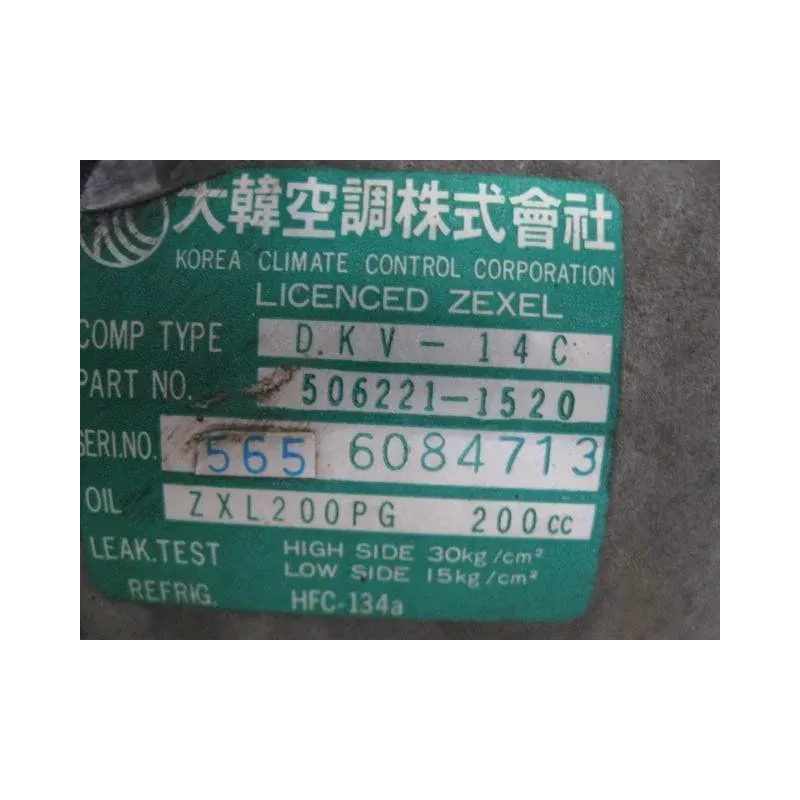 大韓空調株式會社
KOREA CLIMATE CONTROL CORPORATION
LICENCED ZEXEL
COMP TYPE DKV-14C
PART NO. 506221-1520
SERI.NO. 565 6084713
OIL ZXL200PG 200cc
LEAK.TEST HIGH SIDE 30kg/cm²
LOW SIDE 15kg/cm²
REFRIG. HFC-134a